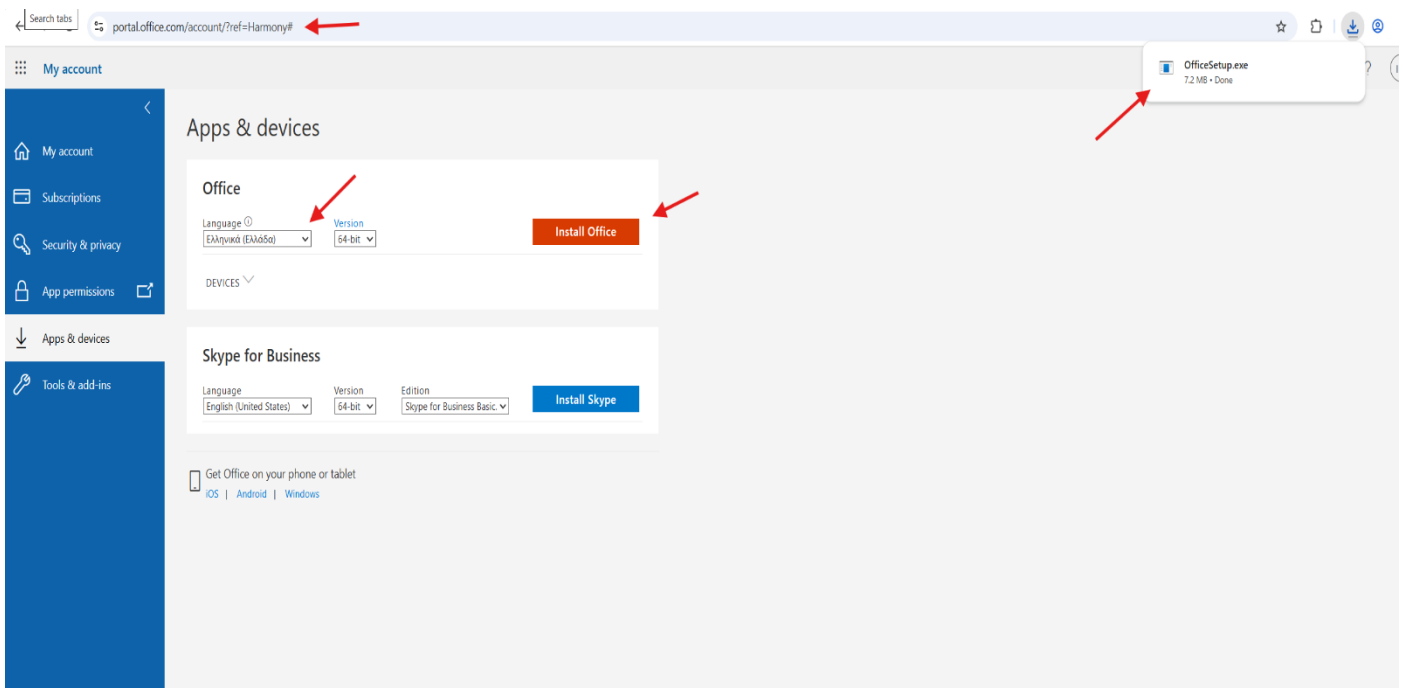 Search tabs
portal.office.com/account/?ref=Harmony#
OfficeSetup.exe
7.2 MB • Done
My account
?
My account
Subscriptions
Security & privacy
App permissions
Apps & devices
Tools & add-ins
Apps & devices
Office
Language
Version
Ελληνικά (Ελλάδα)
64-bit
Install Office
DEVICES
Skype for Business
Language
Version
Edition
English (United States)
64-bit
Skype for Business Basic.
Install Skype
Get Office on your phone or tablet
iOS | Android | Windows